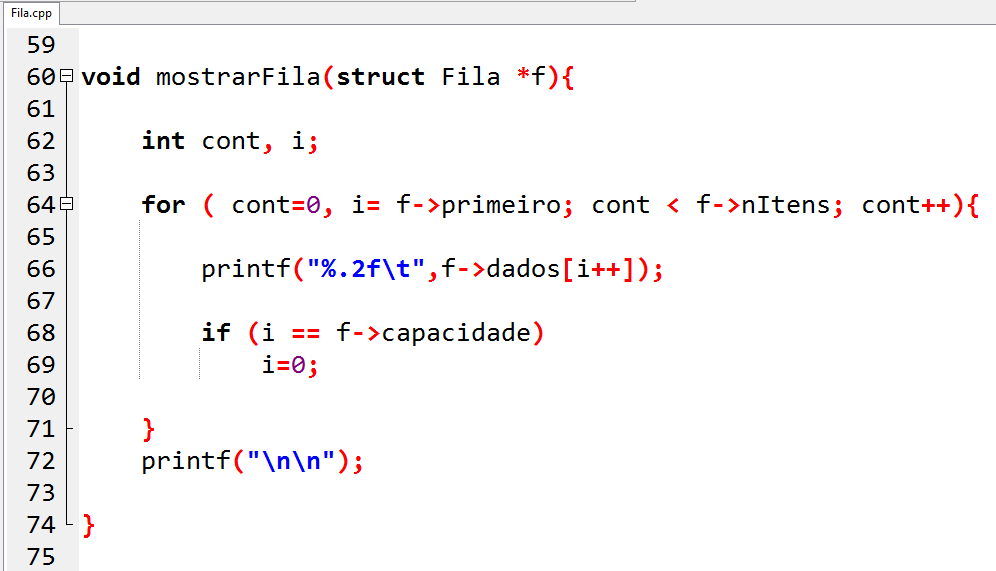 Fila.cpp
59
60 void mostrarFila(struct Fila *f){
61
62 int cont, i;
63
64 for ( cont=0, i= f->primeiro; cont < f->nItens; cont++){
65
66 printf("%.2f\t",f->dados[i++]);
67
68 if (i == f->capacidade)
69 i=0;
70
71 }
72 printf("\n\n");
73
74 }
75